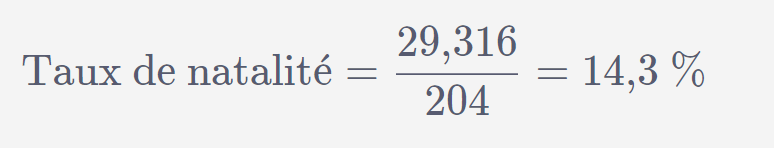 Taux de natalité = 29,316 / 204 = 14,3 %